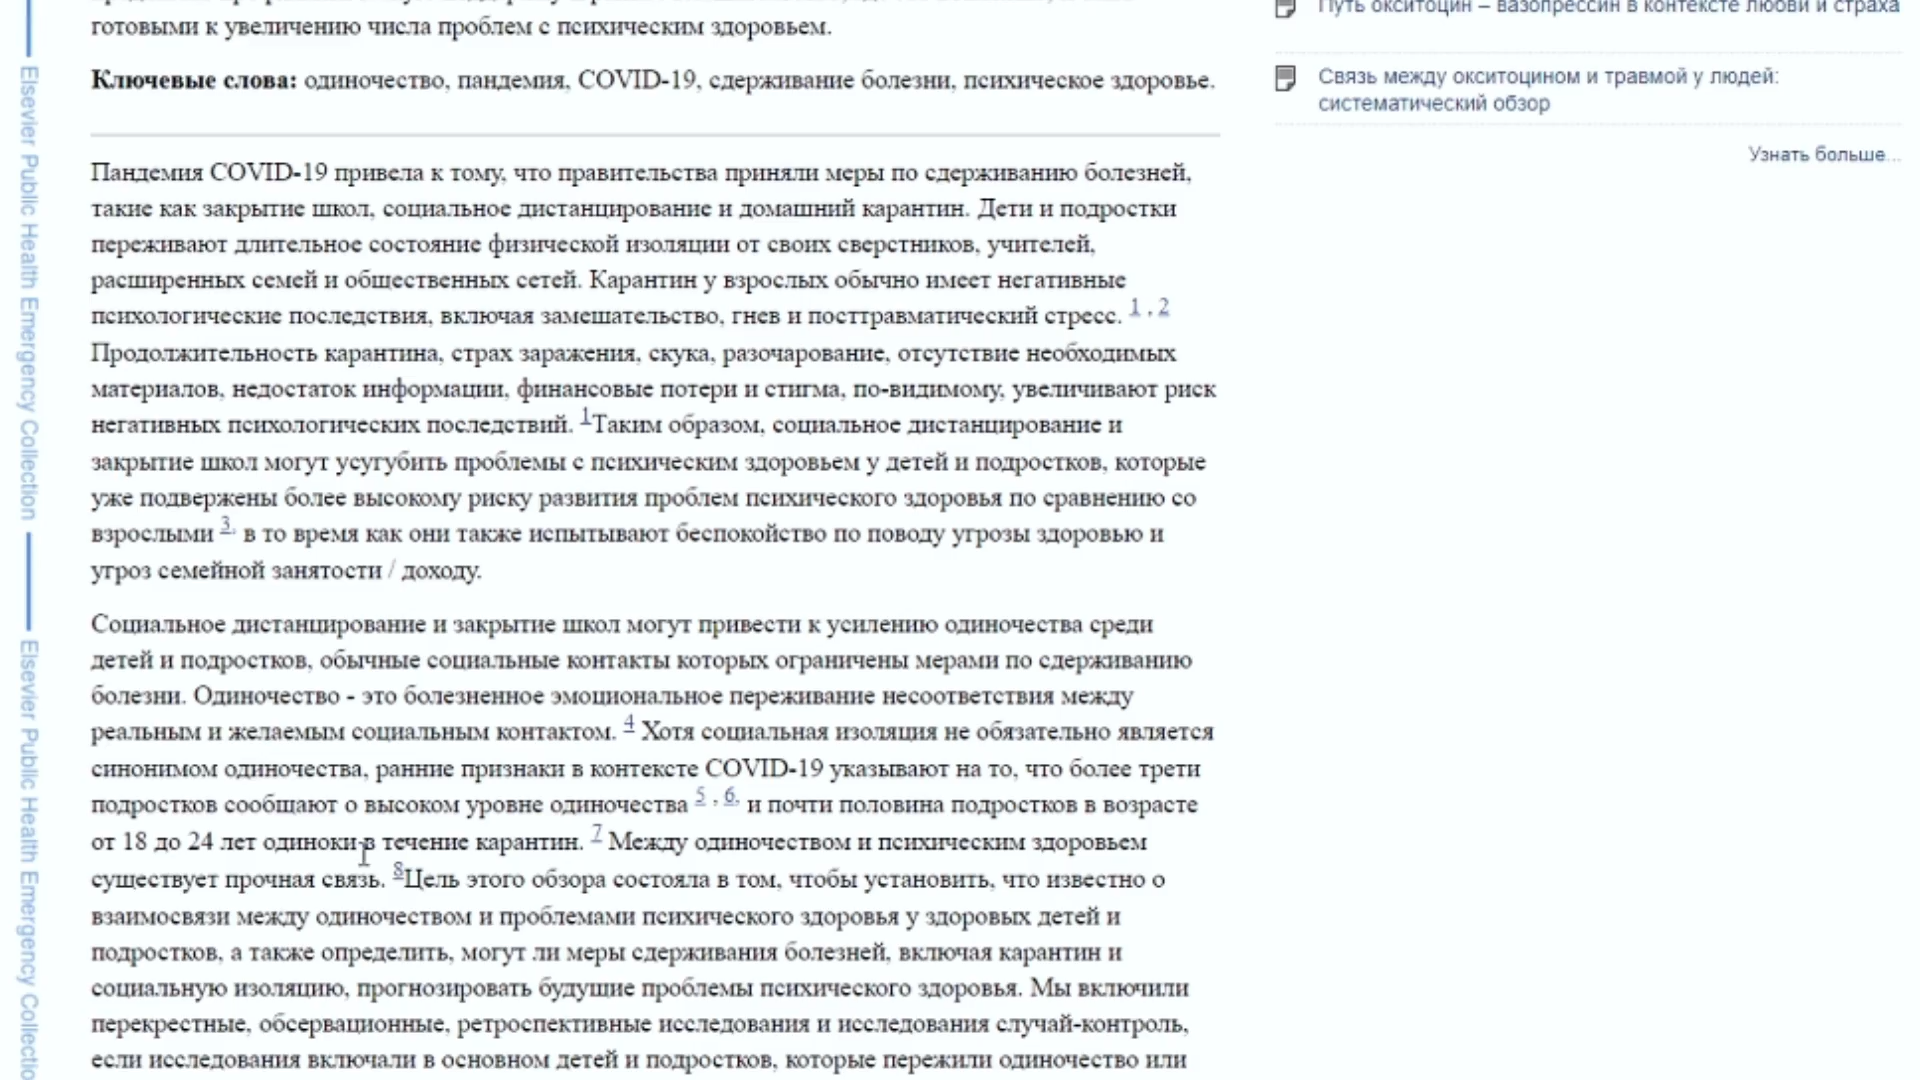 готовыми к увеличению числа проблем с психическим здоровьем.
Ключевые слова: одиночество, пандемия, COVID-19, сдерживание болезни, психическое здоровье.
Пандемия COVID-19 привела к тому, что правительства приняли меры по сдерживанию болезней,
такие как закрытие школ, социальное дистанцирование и домашний карантин. Дети и подростки
переживают длительное состояние физической изоляции от своих сверстников, учителей,
расширенных семей и общественных сетей. Карантин у взрослых обычно имеет негативные
психологические последствия, включая замешательство, гнев и посттравматический стресс. 1 , 2
Продолжительность карантина, страх заражения, скука, разочарование, отсутствие необходимых
материалов, недостаток информации, финансовые потери и стигма, по-видимому, увеличивают риск
негативных психологических последствий. 1Таким образом, социальное дистанцирование и
закрытие школ могут усугубить проблемы с психическим здоровьем у детей и подростков, которые
уже подвержены более высокому риску развития проблем психического здоровья по сравнению со
взрослыми 3, в то время как они также испытывают беспокойство по поводу угрозы здоровью и
угроз семейной занятости / доходу.
Социальное дистанцирование и закрытие школ могут привести к усилению одиночества среди
детей и подростков, обычные социальные контакты которых ограничены мерами по сдерживанию
болезни. Одиночество - это болезненное эмоциональное переживание несоответствия между
реальным и желаемым социальным контактом. 4 Хотя социальная изоляция не обязательно является
синонимом одиночества, ранние признаки в контексте COVID-19 указывают на то, что более трети
подростков сообщают о высоком уровне одиночества 5 , 6, и почти половина подростков в возрасте
от 18 до 24 лет одиноки в течение карантин. 7 Между одиночеством и психическим здоровьем
существует прочная связь. 8Цель этого обзора состояла в том, чтобы установить, что известно о
взаимосвязи между одиночеством и проблемами психического здоровья у здоровых детей и
подростков, а также определить, могут ли меры сдерживания болезней, включая карантин и
социальную изоляцию, прогнозировать будущие проблемы психического здоровья. Мы включили
перекрестные, обсервационные, ретроспективные исследования и исследования случай-контроль,
если исследования включали в основном детей и подростков, которые пережили одиночество или
Путь окситоцин – вазопрессин в контексте любви и страха
Связь между окситоцином и травмой у людей:
систематический обзор
Узнать больше...
Elsevier Public Health Emergency Collection
Elsevier Public Health Emergency Collectio